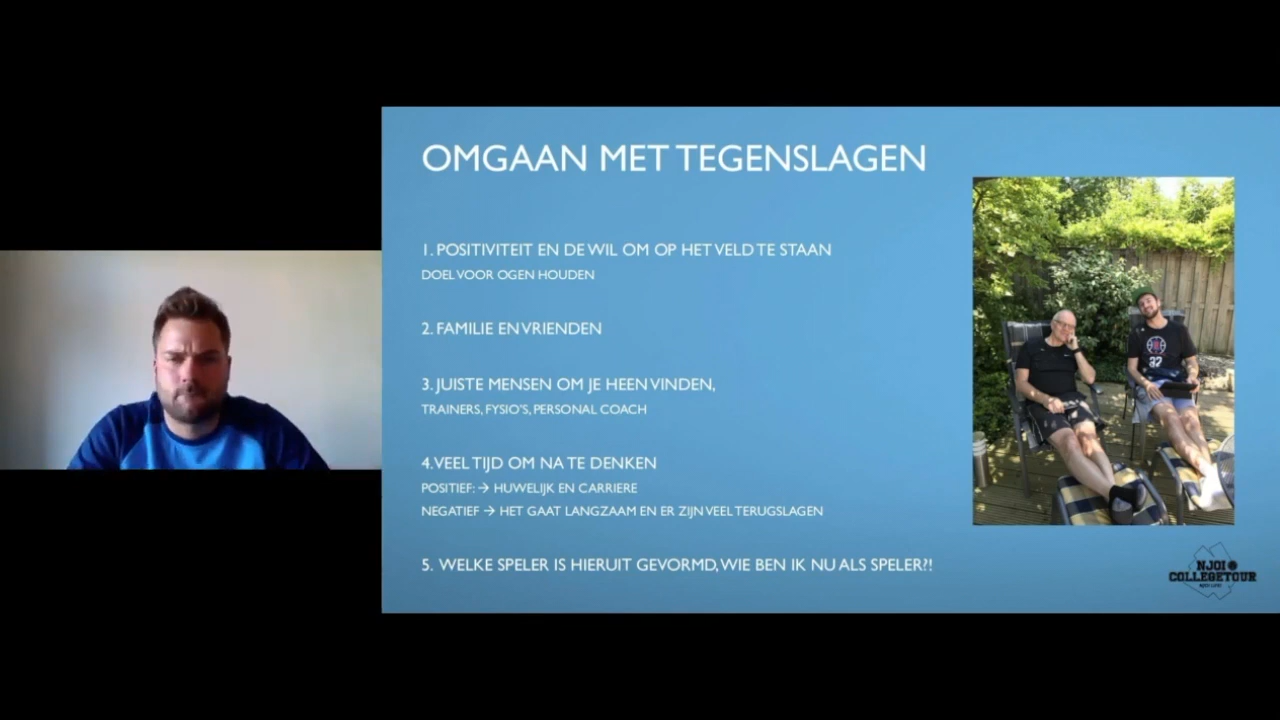 OMGAAN MET TEGENSLAGEN
1. POSITIVITEIT EN DE WIL OM OP HET VELD TE STAAN
DOEL VOOR OGEN HOUDEN
2. FAMILIE EN VRIENDEN
3. JUISTE MENSEN OM JE HEEN VINDEN,
TRAINERS, FYSIO'S, PERSONAL COACH
4. VEEL TIJD OM NA TE DENKEN
POSITIEF: → HUWELIJK EN CARRIERE
NEGATIEF → HET GAAT LANGZAAM EN ER ZIJN VEEL TERUGSLAGEN
5. WELKE SPELER IS HIERUIT GEVORMD, WIE BEN IK NU ALS SPELER?!
NJOI
COLLEGETOUR